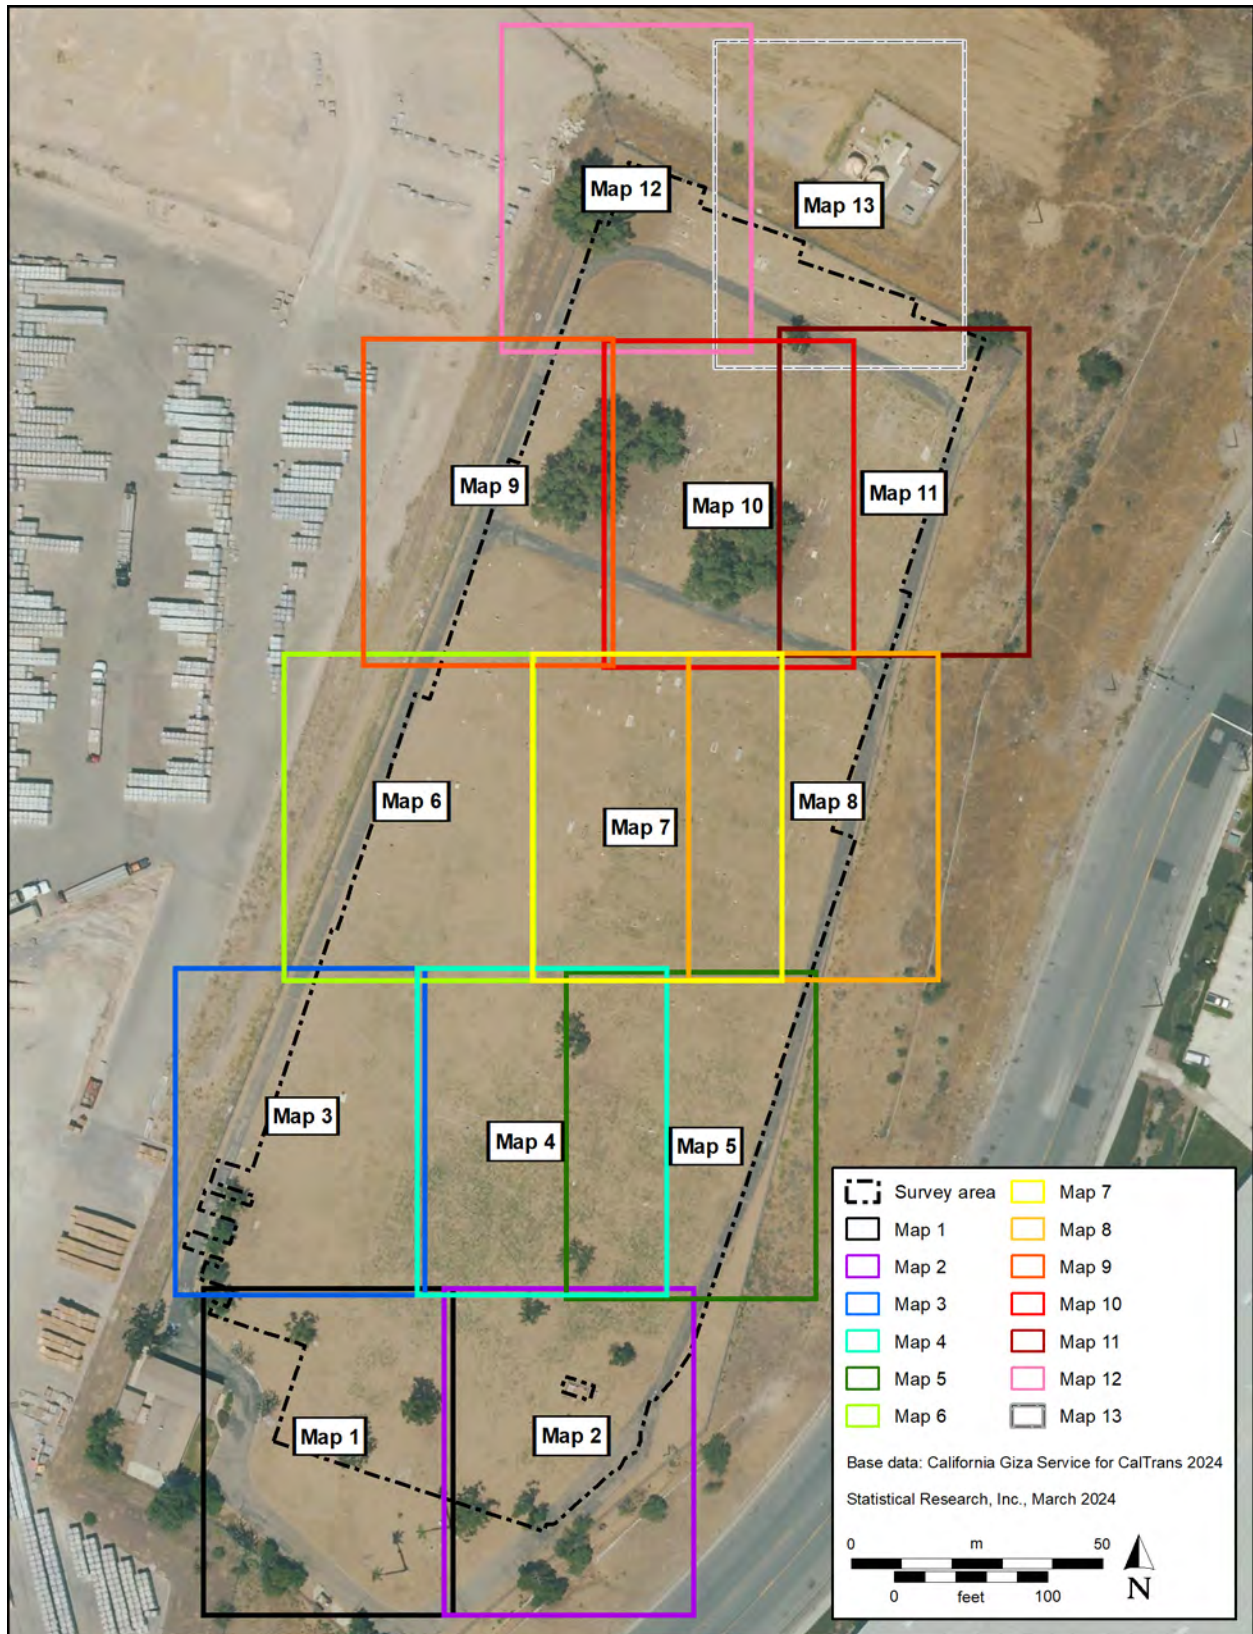 Map 12
Map 13
Map 9
Map 10
Map 11
Map 6
Map 7
Map 8
Map 3
Map 4
Map 5
Map 1
Map 2
Survey area
Map 1
Map 2
Map 3
Map 4
Map 5
Map 6
Map 7
Map 8
Map 9
Map 10
Map 11
Map 12
Map 13
Base data: California Giza Service for CalTrans 2024
Statistical Research, Inc., March 2024
0 m 50
0 feet 100
N